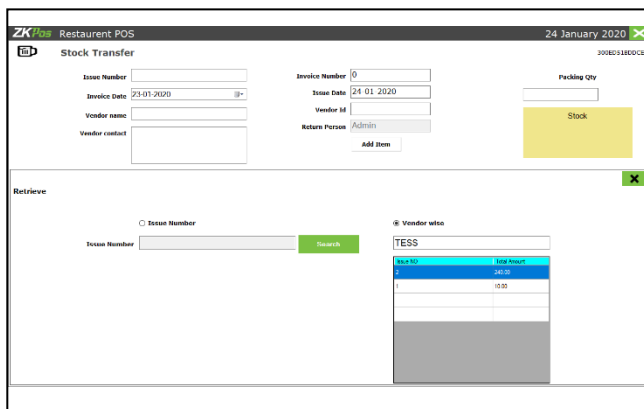 ZKPos Restaurent POS 24 January 2020
Stock Transfer 300ED51BDDCE
Issue Number Invoice Number 0 Packing Qty
Invoice Date 23-01-2020 Issue Date 24 01 2020
Vendor name Vendor Id Stock
Vendor contact Return Person Admin
Add Item
Retrieve
Issue Number Vendor wise
Issue Number Search TESS
Issue NO Total Amount
2 240.00
1 10.00